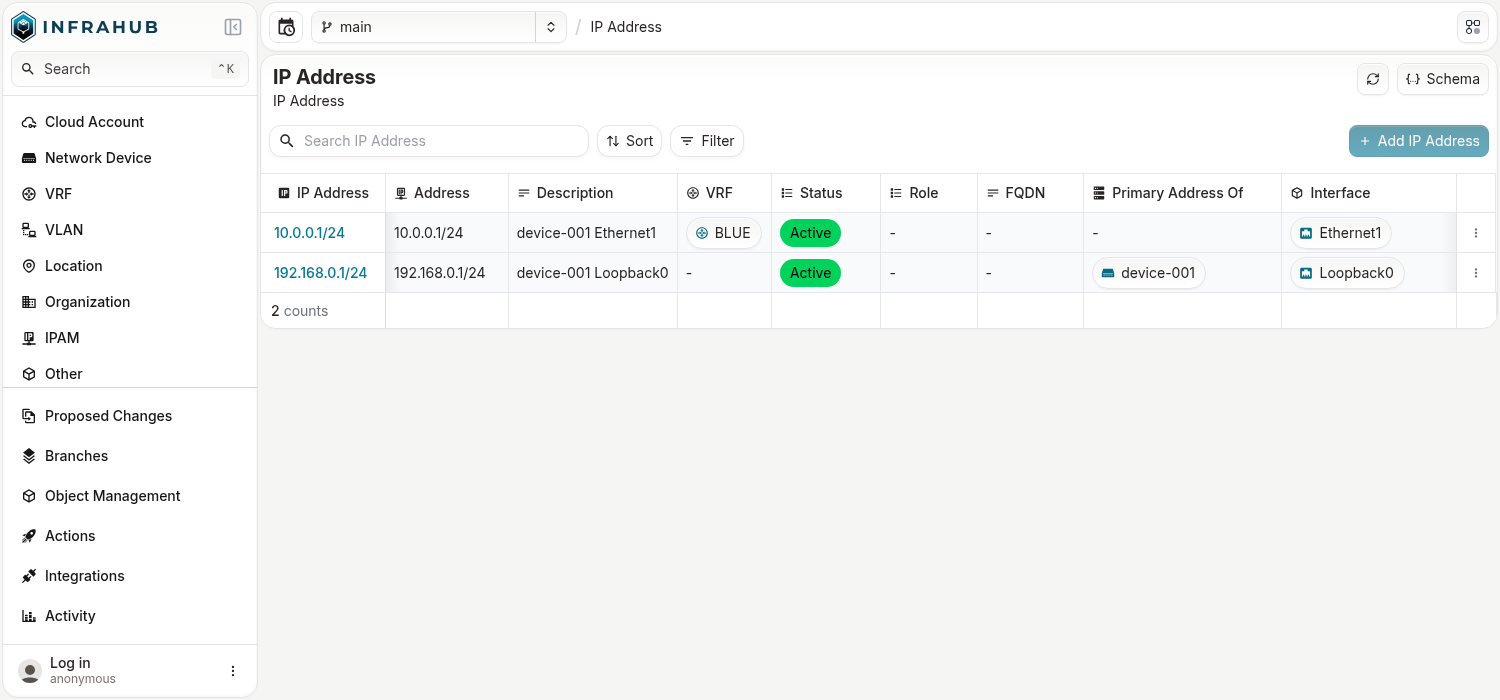 INFRAHUB
Search ⌃K
Cloud Account
Network Device
VRF
VLAN
Location
Organization
IPAM
Other
Proposed Changes
Branches
Object Management
Actions
Integrations
Activity
Log in
anonymous
main / IP Address
IP Address
{..} Schema
IP Address
Search IP Address Sort Filter + Add IP Address
IP Address Address Description VRF Status Role FQDN Primary Address Of Interface
10.0.0.1/24 10.0.0.1/24 device-001 Ethernet1 BLUE Active - - - Ethernet1
192.168.0.1/24 192.168.0.1/24 device-001 Loopback0 - Active - - device-001 Loopback0
2 counts